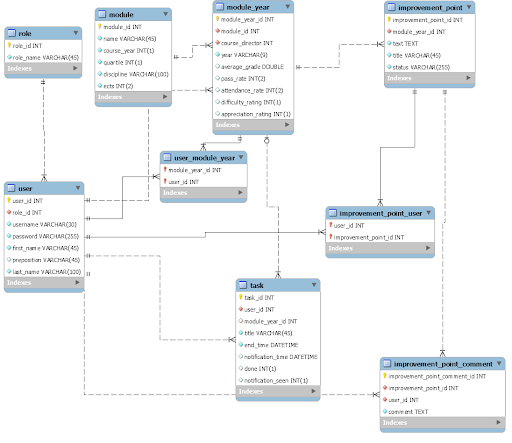 role
role_id INT
role_name VARCHAR(45)
Indexes
module
module_id INT
name VARCHAR(45)
course_year INT(1)
quartile INT(1)
discipline VARCHAR(100)
ects INT(2)
Indexes
module_year
module_year_id INT
module_id INT
course_director INT
year VARCHAR(9)
average_grade DOUBLE
pass_rate INT(2)
attendance_rate INT(2)
difficulty_rating INT(1)
appreciation_rating INT(1)
Indexes
improvement_point
improvement_point_id INT
module_year_id INT
text TEXT
title VARCHAR(45)
status VARCHAR(255)
Indexes
user_module_year
module_year_id INT
user_id INT
Indexes
user
user_id INT
role_id INT
username VARCHAR(30)
password VARCHAR(255)
first_name VARCHAR(45)
preposition VARCHAR(45)
last_name VARCHAR(100)
Indexes
improvement_point_user
user_id INT
improvement_point_id INT
Indexes
task
task_id INT
user_id INT
module_year_id INT
title VARCHAR(45)
end_time DATETIME
notification_time DATETIME
done INT(1)
notification_seen INT(1)
Indexes
improvement_point_comment
improvement_point_comment_id INT
improvement_point_id INT
user_id INT
comment TEXT
Indexes